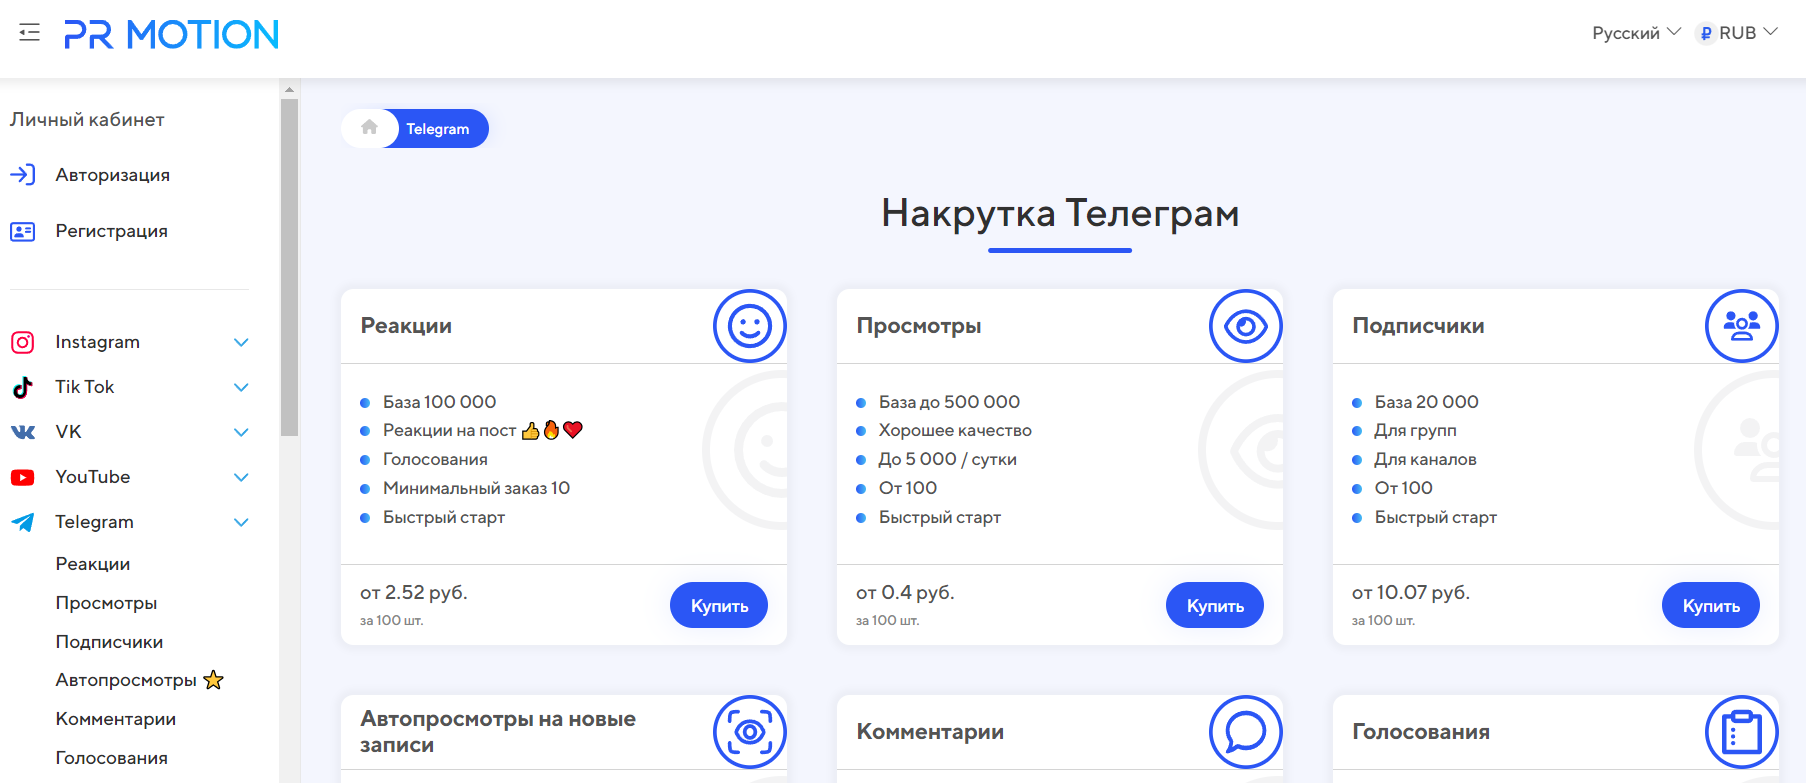 PR MOTION
Русский
₽ RUB
Личный кабинет
Авторизация
Регистрация
Instagram
Tik Tok
VK
YouTube
Telegram
Реакции
Просмотры
Подписчики
Автопросмотры ⭐
Комментарии
Голосования
Telegram
Накрутка Телеграм
Реакции
База 100 000
Реакции на пост 👍🔥❤️
Голосования
Минимальный заказ 10
Быстрый старт
от 2.52 руб.
за 100 шт.
Купить
Просмотры
База до 500 000
Хорошее качество
До 5 000 / сутки
От 100
Быстрый старт
от 0.4 руб.
за 100 шт.
Купить
Подписчики
База 20 000
Для групп
Для каналов
От 100
Быстрый старт
от 10.07 руб.
за 100 шт.
Купить
Автопросмотры на новые
записи
Комментарии
Голосования